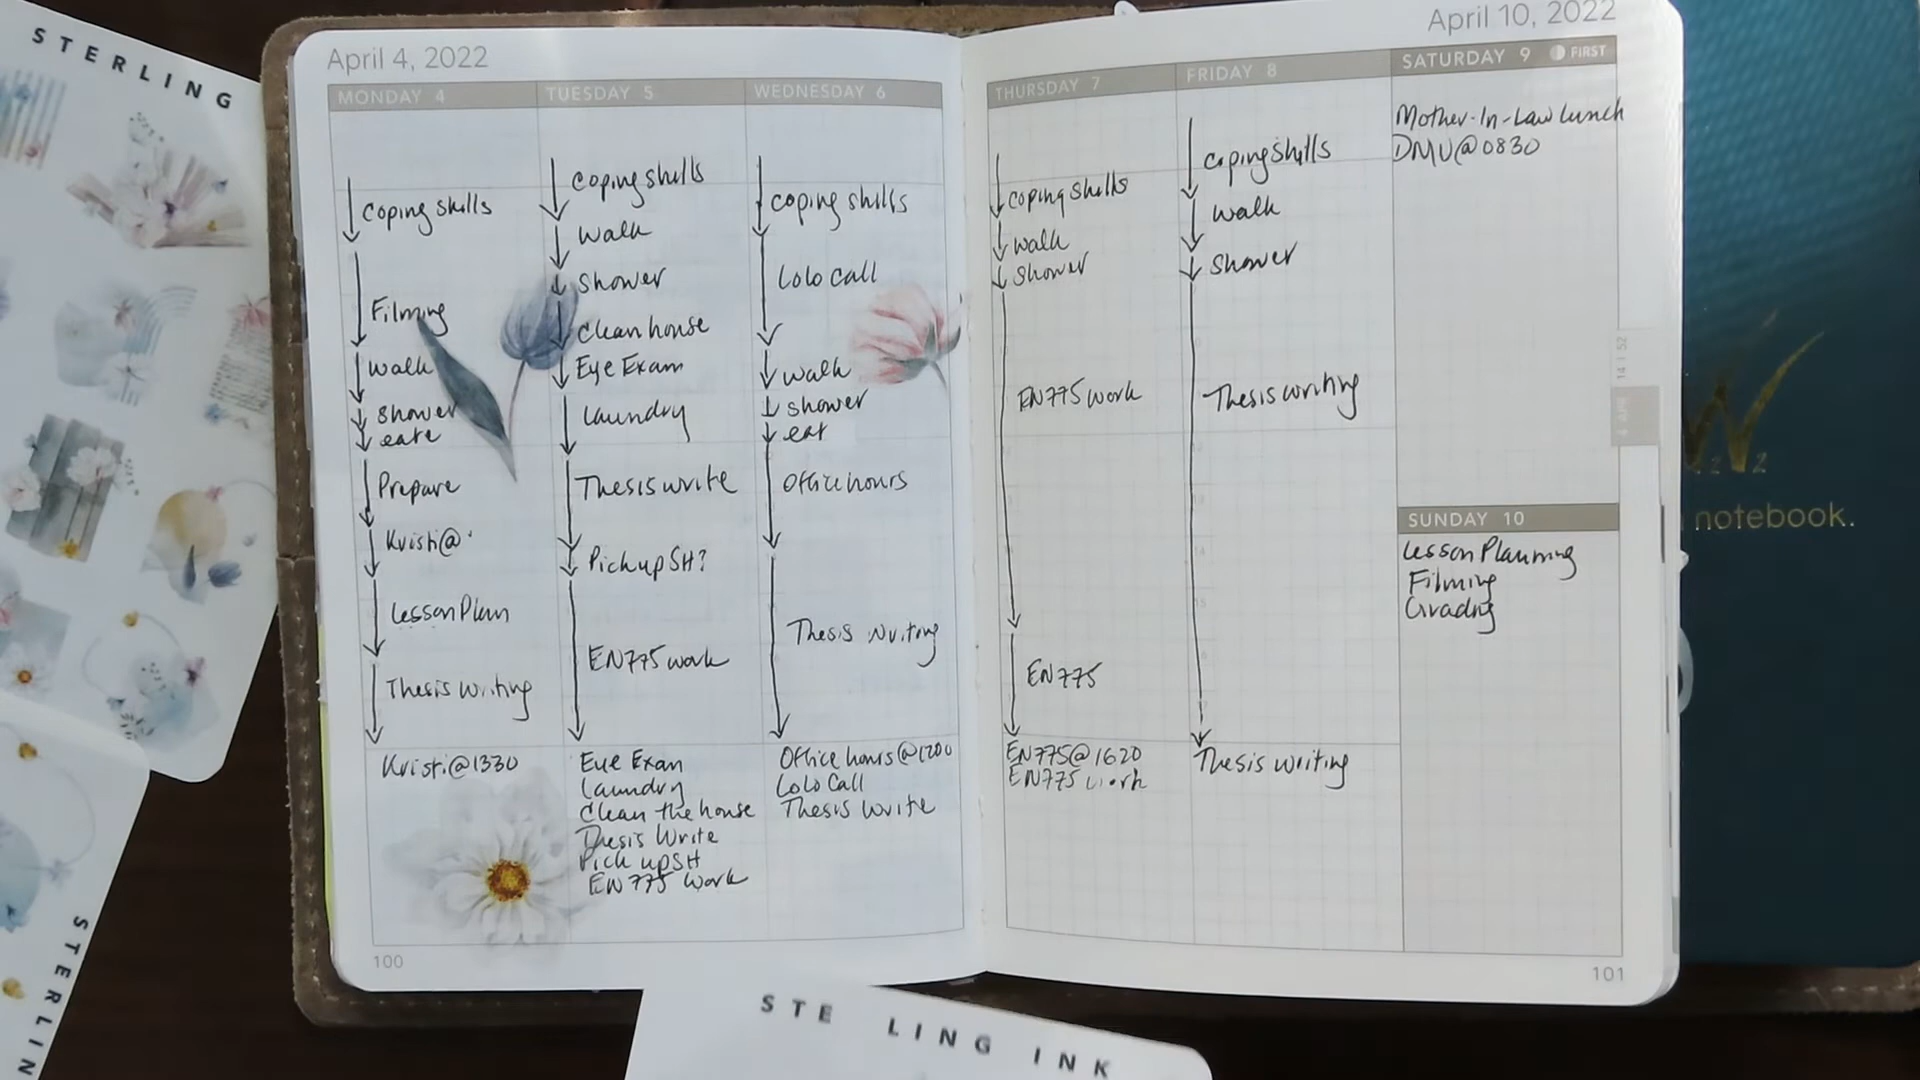 STERLING
April 4, 2022
MONDAY 4
TUESDAY 5
WEDNESDAY 6
Coping skills
Filming
Walk
Shower
Prepare
Kristi@
Lesson Plan
Thesis writing
Kristi@1330
Coping skills
Walk
Shower
Clean house
Eye Exam
Laundry
Thesis write
Pick up SH?
EN775 work
Eye Exam
Laundry
Clean the house
Thesis Write
Pick up SH
EN775 work
Coping skills
Lolo call
Walk
Shower
eat
Office hours
Thesis Writing
Office hours@1200
Lolo Call
Thesis Write
100
April 10, 2022
THURSDAY 7
FRIDAY 8
SATURDAY 9 FIRST
Coping skills
Walk
Shower
EN775 work
EN775
EN775@1620
EN775 work
Coping skills
Walk
Shower
Thesis writing
Thesis writing
Mother-In-Law Lunch
DMV@0830
14 | 52
SUNDAY 10
Lesson Planning
Filming
Grading
101
notebook.
STERLIN
STE LING INK